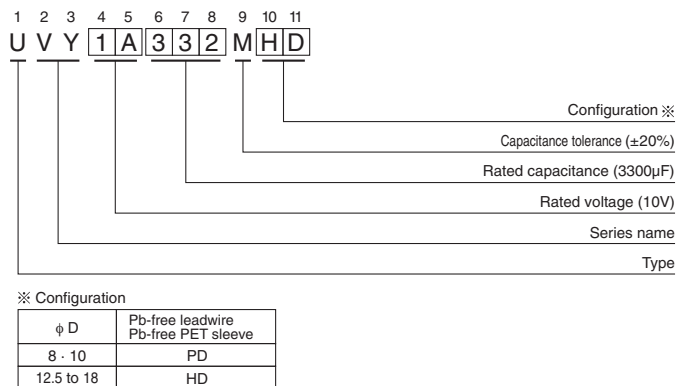 1 2 3 4 5 6 7 8 9 10 11
U V Y 1 A 3 3 2 M H D
Configuration ※
Capacitance tolerance (±20%)
Rated capacitance (3300µF)
Rated voltage (10V)
Series name
Type
※ Configuration
ϕ D Pb-free leadwire
Pb-free PET sleeve
8 · 10 PD
12.5 to 18 HD